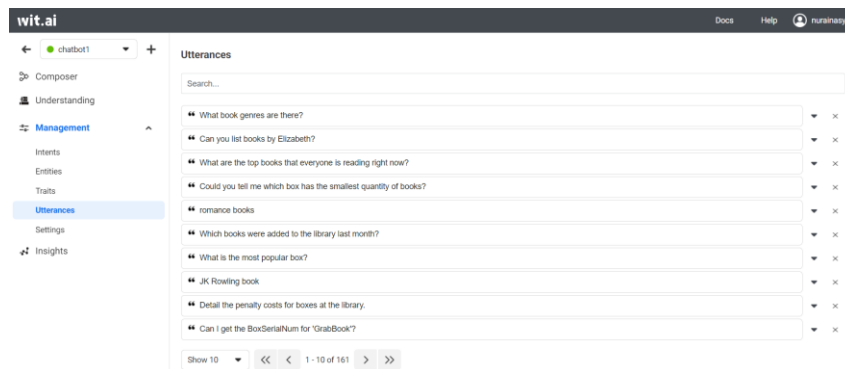 wit.ai
Docs Help nurainasy
chatbot1
Composer
Understanding
Management
Intents
Entities
Traits
Utterances
Settings
Insights
Utterances
Search...
❝ What book genres are there?
❝ Can you list books by Elizabeth?
❝ What are the top books that everyone is reading right now?
❝ Could you tell me which box has the smallest quantity of books?
❝ romance books
❝ Which books were added to the library last month?
❝ What is the most popular box?
❝ JK Rowling book
❝ Detail the penalty costs for boxes at the library.
❝ Can I get the BoxSerialNum for 'GrabBook'?
Show 10 1 - 10 of 161